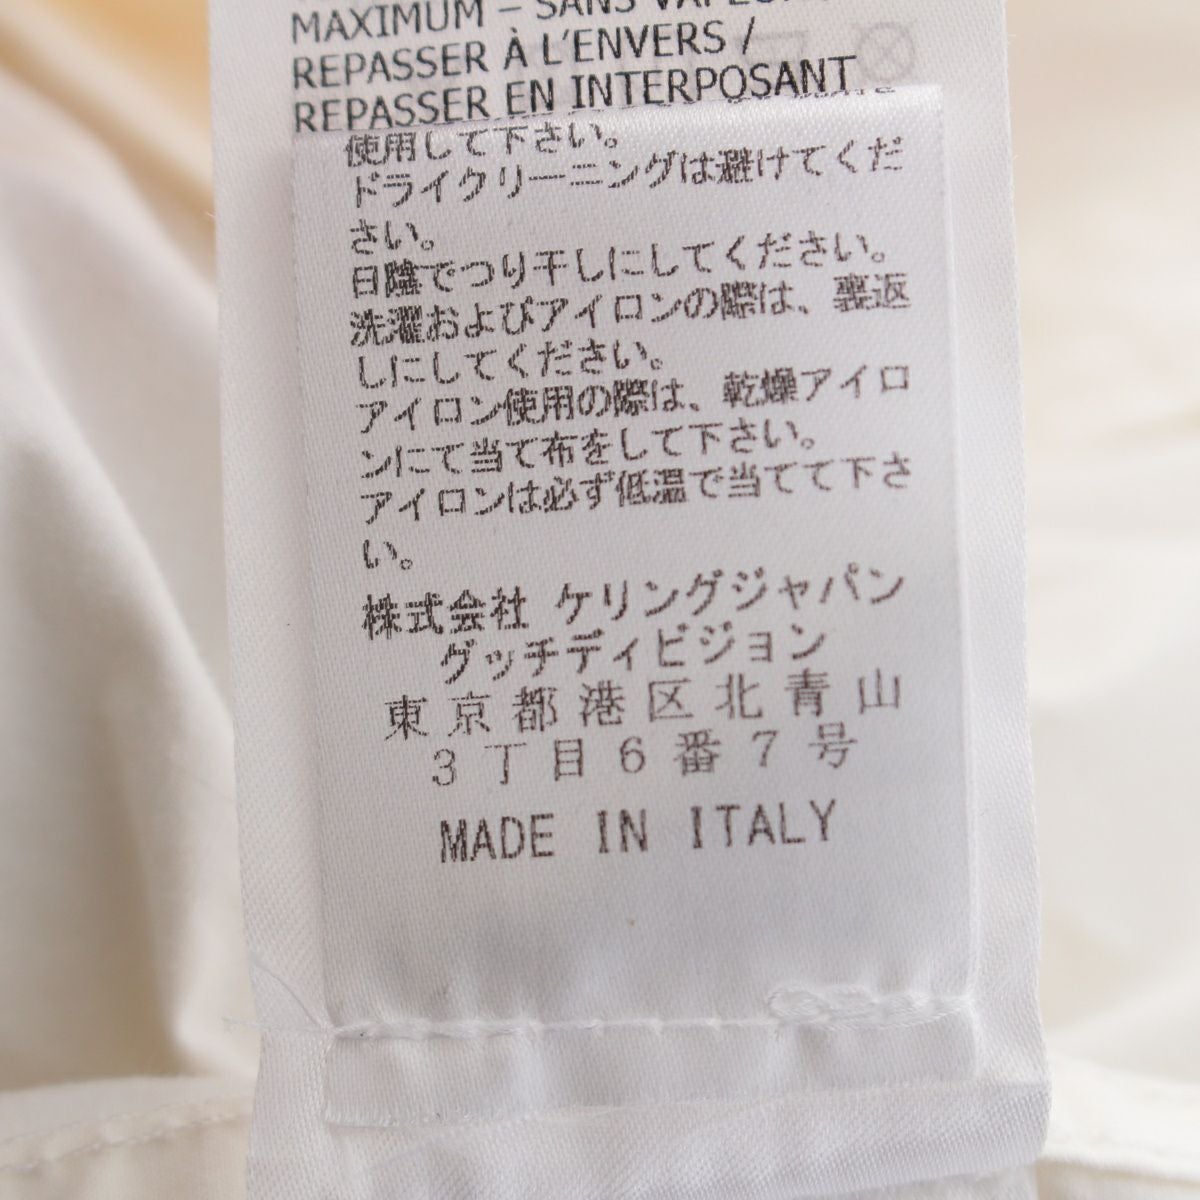 MAXIMUM – SANS VAPEUR
REPASSER À L'ENVERS /
REPASSER EN INTERPOSANT
使用して下さい。
ドライクリーニングは避けてくだ
さい。
日陰でつり干しにしてください。
洗濯およびアイロンの際は、裏返
しにしてください。
アイロン使用の際は、乾燥アイロ
ンにて当て布をして下さい。
アイロンは必ず低温で当てて下さ
い。
株式会社 ケリングジャパン
グッチディビジョン
東京都港区北青山
3丁目6番7号
MADE IN ITALY